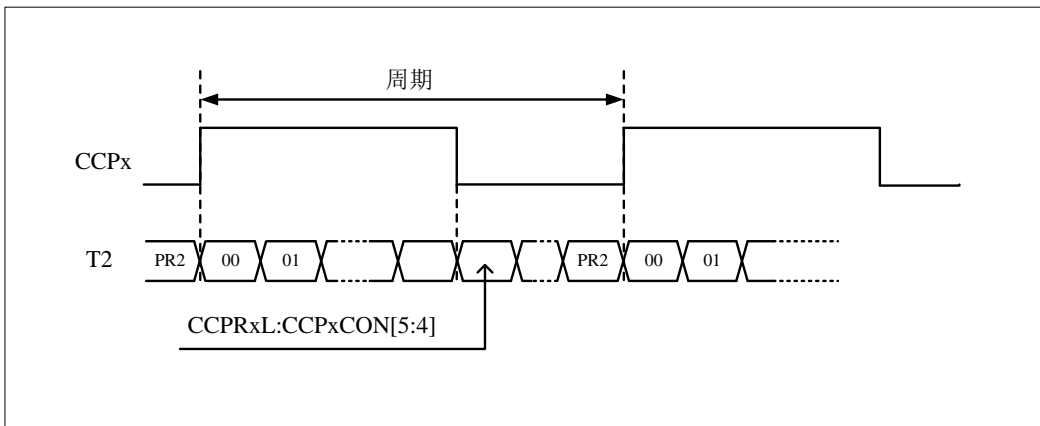 周期
CCPx
T2 PR2 00 01 PR2 00 01
CCPRxL:CCPxCON[5:4]